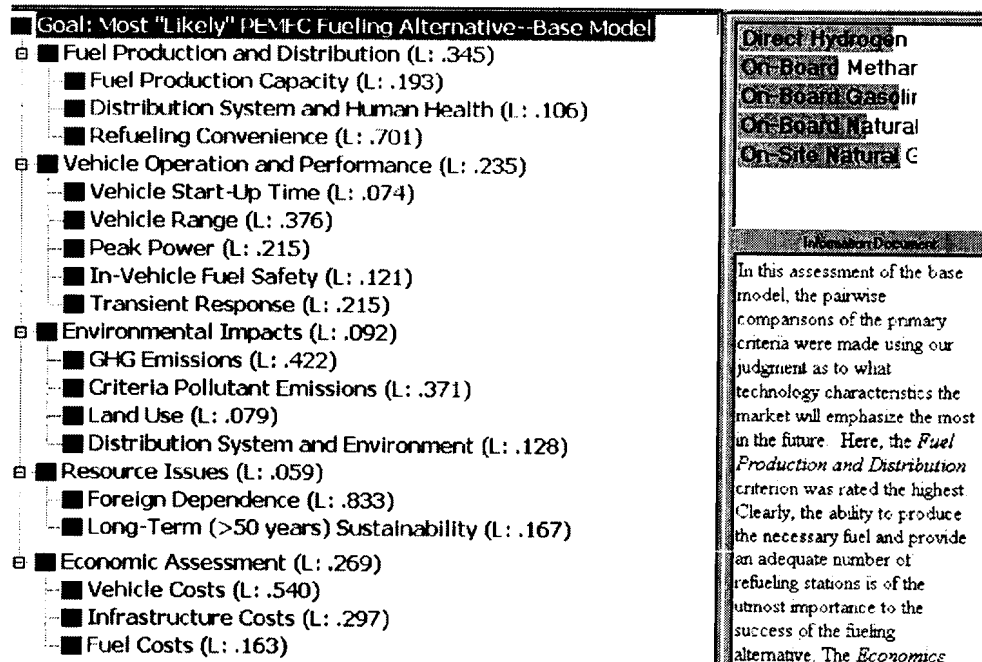 Goal: Most "Likely" PEMFC Fueling Alternative--Base Model
Fuel Production and Distribution (L: .345)
Fuel Production Capacity (L: .193)
Distribution System and Human Health (L: .106)
Refueling Convenience (L: .701)
Vehicle Operation and Performance (L: .235)
Vehicle Start-Up Time (L: .074)
Vehicle Range (L: .376)
Peak Power (L: .215)
In-Vehicle Fuel Safety (L: .121)
Transient Response (L: .215)
Environmental Impacts (L: .092)
GHG Emissions (L: .422)
Criteria Pollutant Emissions (L: .371)
Land Use (L: .079)
Distribution System and Environment (L: .128)
Resource Issues (L: .059)
Foreign Dependence (L: .833)
Long-Term (>50 years) Sustainability (L: .167)
Economic Assessment (L: .269)
Vehicle Costs (L: .540)
Infrastructure Costs (L: .297)
Fuel Costs (L: .163)
Direct Hydrogen
On-Board Methar
On-Board Gasolir
On-Board Natural
On-Site Natural G
Information Document
In this assessment of the base
model, the pairwise
comparisons of the primary
criteria were made using our
judgment as to what
technology characteristics the
market will emphasize the most
in the future. Here, the Fuel
Production and Distribution
criterion was rated the highest.
Clearly, the ability to produce
the necessary fuel and provide
an adequate number of
refueling stations is of the
utmost importance to the
success of the fueling
alternative. The Economics